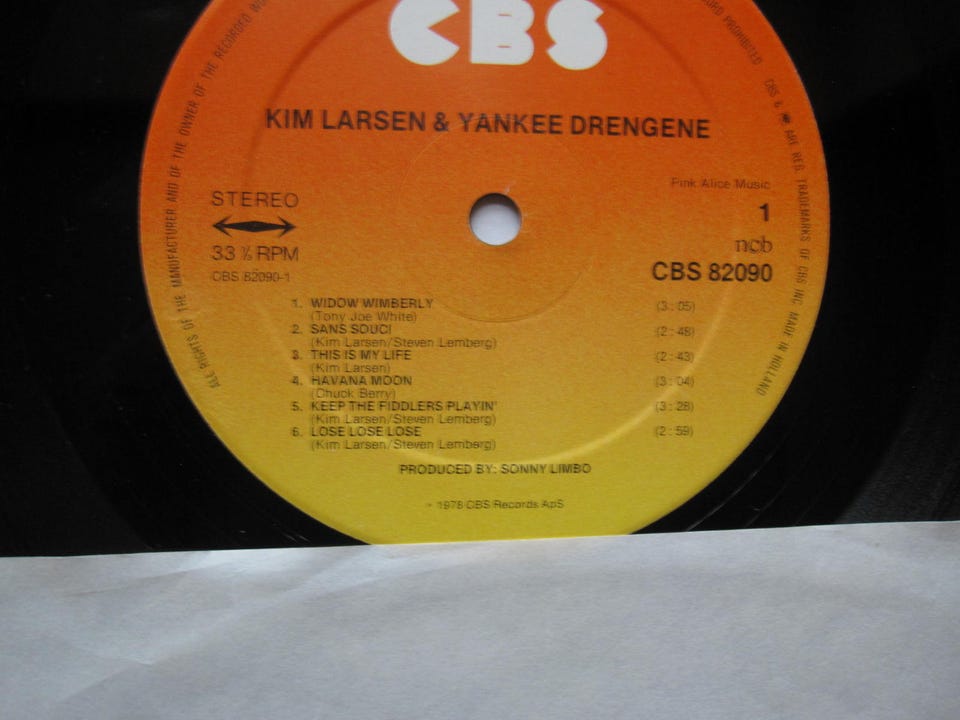 CBS
KIM LARSEN & YANKEE DRENGENE
STEREO
33 ⅓ RPM
CBS 82090-1
Pink Alice Music
1
ncb
CBS 82090
1. WIDOW WIMBERLY (3:05)
(Tony Joe White)
2. SANS SOUCI (2:48)
(Kim Larsen/Steven Lemberg)
3. THIS IS MY LIFE (2:43)
(Kim Larsen)
4. HAVANA MOON (3:04)
(Chuck Berry)
5. KEEP THE FIDDLERS PLAYIN' (3:28)
(Kim Larsen/Steven Lemberg)
6. LOSE LOSE LOSE (2:59)
(Kim Larsen/Steven Lemberg)
PRODUCED BY: SONNY LIMBO
℗ 1978 CBS Records ApS
ALL RIGHTS OF THE MANUFACTURER AND OF THE OWNER OF THE RECORDED
PROHIBITED CBS & ARE REG. TRADEMARKS OF CBS INC. MADE IN HOLLAND